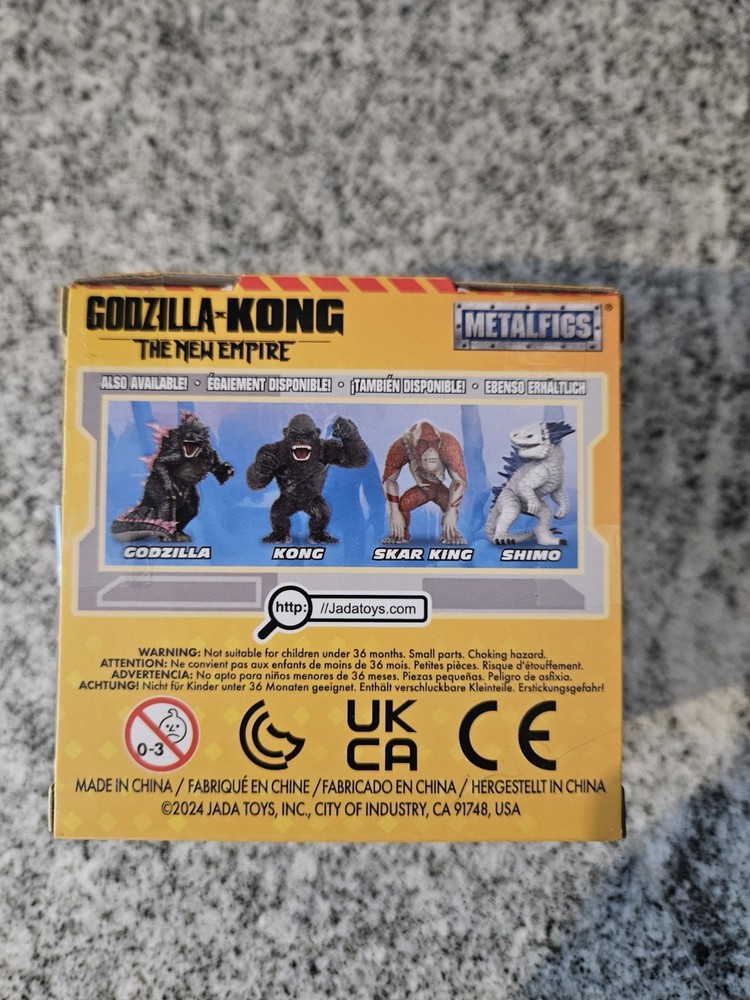 GODZILLA × KONG
THE NEW EMPIRE
METALFIGS®
ALSO AVAILABLE! • ÉGAIEMENT DISPONIBLE! • ¡TAMBIÉN DISPONIBLE! • EBENSO ERHÄLTLICH
GODZILLA KONG SKAR KING SHIMO
http: //Jadatoys.com
WARNING: Not suitable for children under 36 months. Small parts. Choking hazard.
ATTENTION: Ne convient pas aux enfants de moins de 36 mois. Petites pièces. Risque d'étouffement.
ADVERTENCIA: No apto para niños menores de 36 meses. Piezas pequeñas. Peligro de asfixia.
ACHTUNG! Nicht für Kinder unter 36 Monaten geeignet. Enthält verschluckbare Kleinteile. Erstickungsgefahr!
0-3
UK
CA
CE
MADE IN CHINA / FABRIQUÉ EN CHINE / FABRICADO EN CHINA / HERGESTELLT IN CHINA
©2024 JADA TOYS, INC., CITY OF INDUSTRY, CA 91748, USA